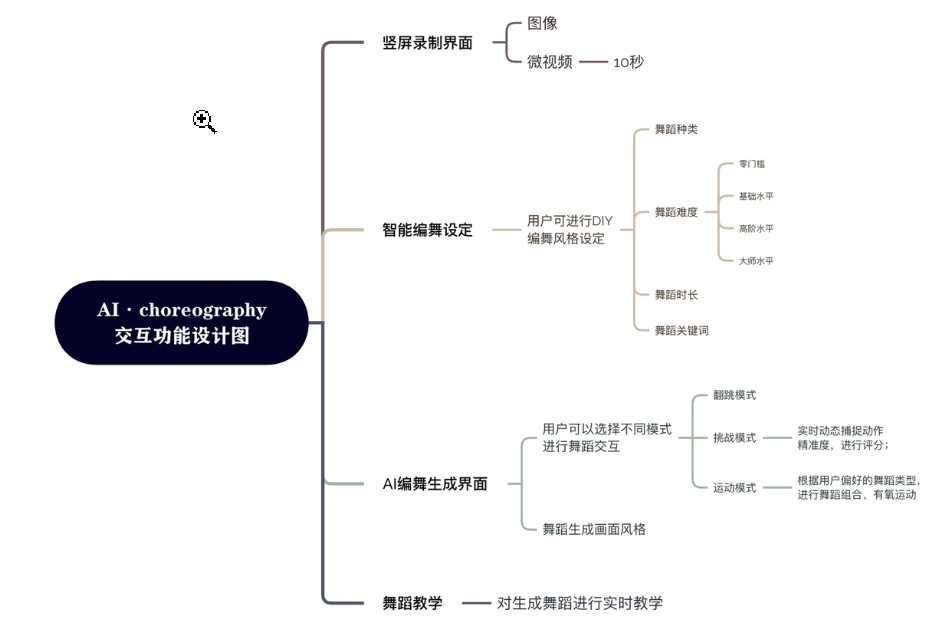 AI · choreography
交互功能设计图
竖屏录制界面
图像
微视频
10秒
智能编舞设定
用户可进行DIY
编舞风格设定
舞蹈种类
舞蹈难度
零门槛
基础水平
高阶水平
大师水平
舞蹈时长
舞蹈关键词
AI编舞生成界面
用户可以选择不同模式
进行舞蹈交互
翻跳模式
挑战模式
实时动态捕捉动作
精准度，进行评分；
运动模式
根据用户偏好的舞蹈类型，
进行舞蹈组合、有氧运动
舞蹈生成画面风格
舞蹈教学
对生成舞蹈进行实时教学